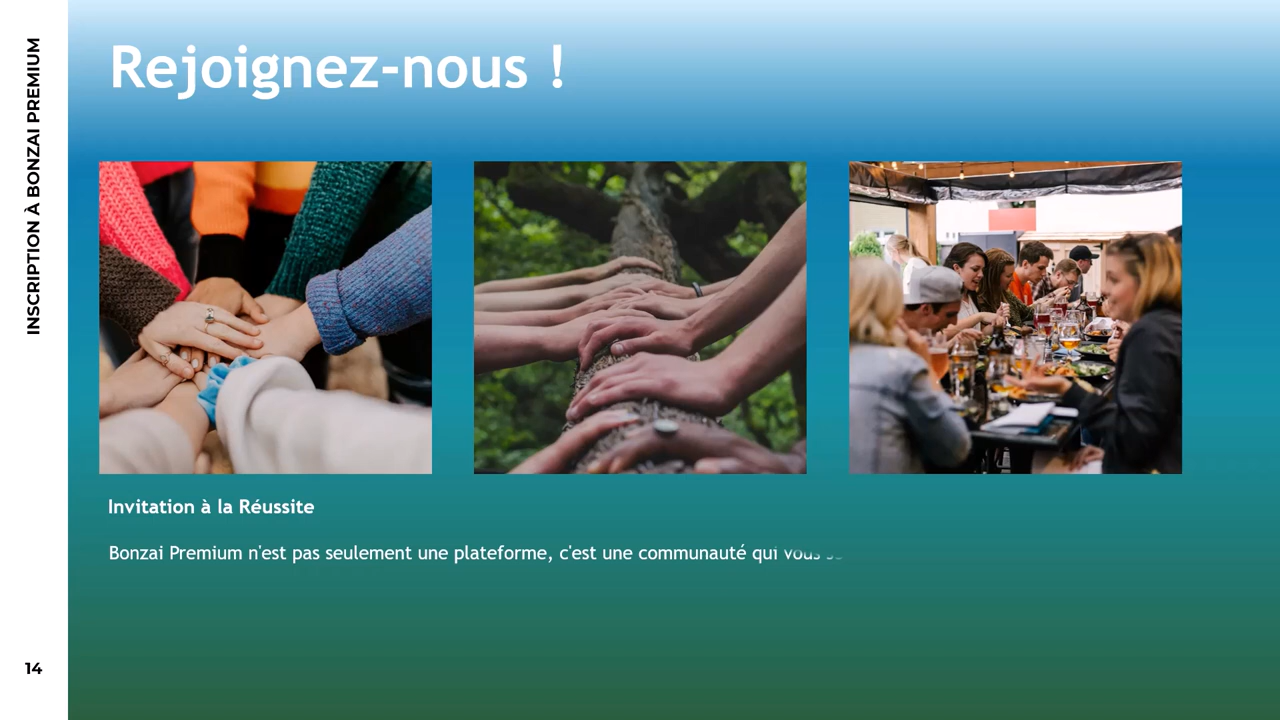 INSCRIPTION À BONZAI PREMIUM
Rejoignez-nous !
Invitation à la Réussite
Bonzai Premium n'est pas seulement une plateforme, c'est une communauté qui vous
14